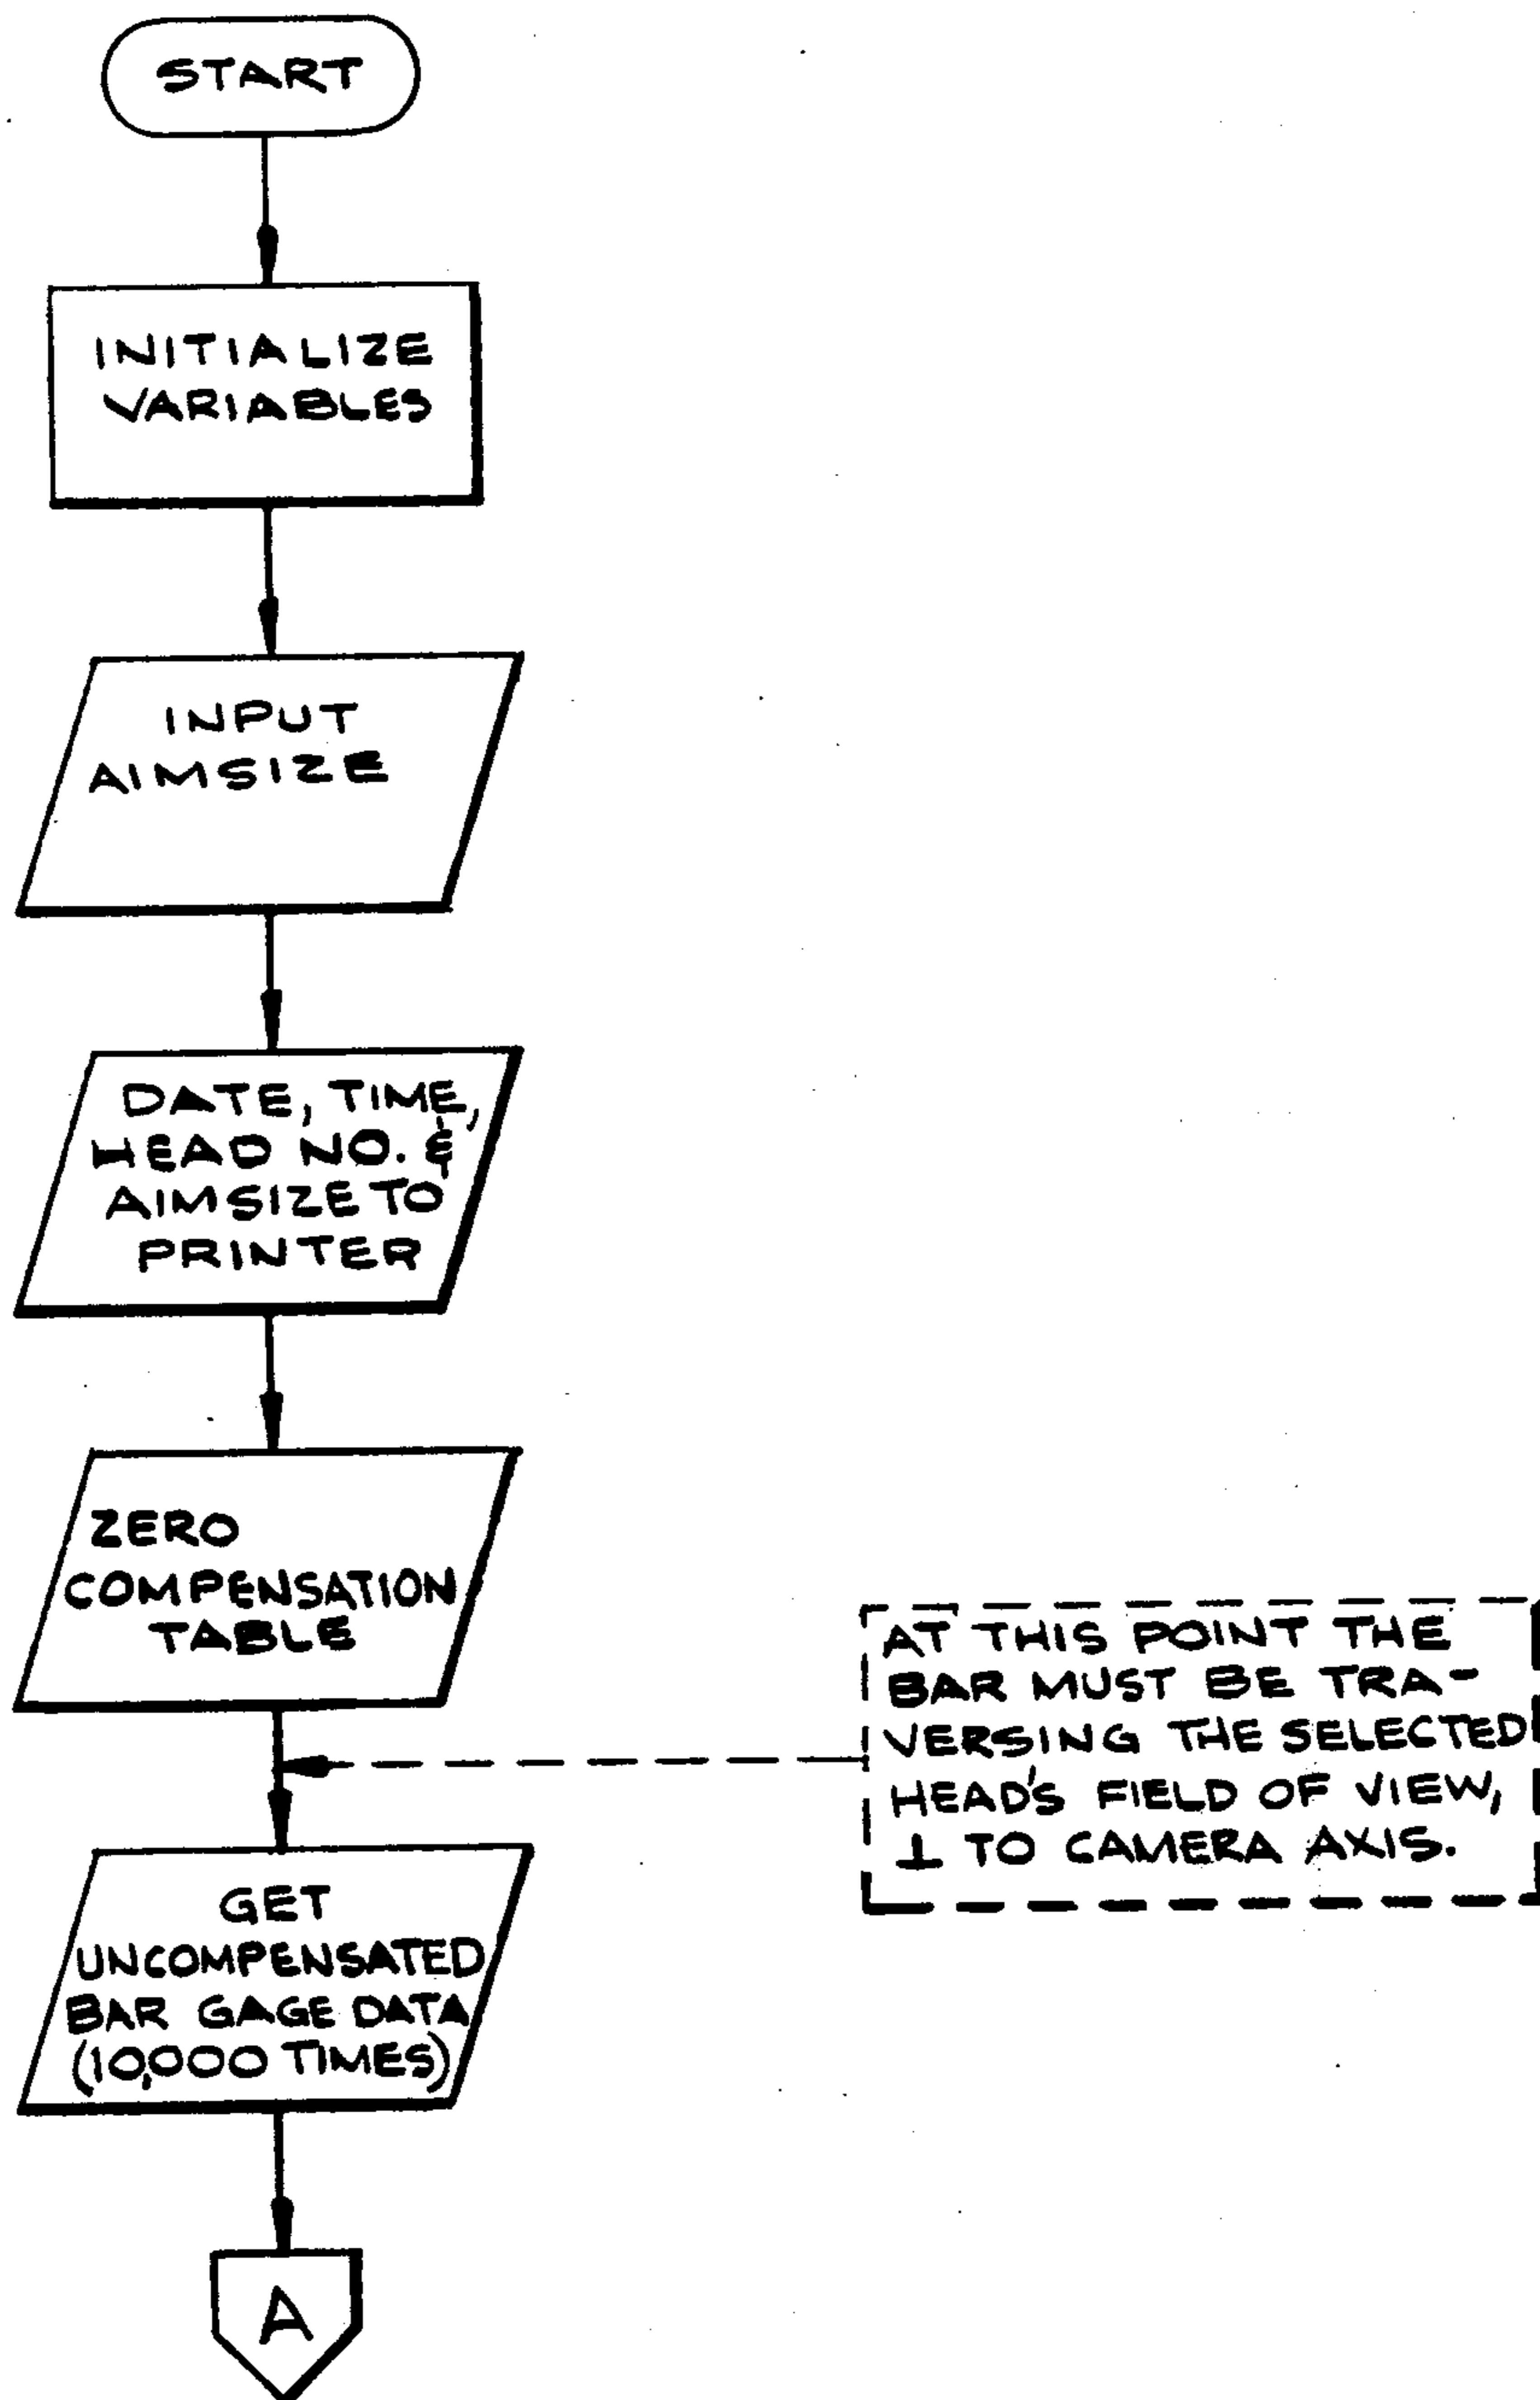 START
INITIALIZE
VARIABLES
INPUT
AIMSIZE
DATE, TIME,
HEAD NO. &
AIMSIZE TO
PRINTER
ZERO
COMPENSATION
TABLE
AT THIS POINT THE
BAR MUST BE TRA-
VERSING THE SELECTED
HEAD'S FIELD OF VIEW,
⊥ TO CAMERA AXIS.
GET
UNCOMPENSATED
BAR GAGE DATA
(10,000 TIMES)
A